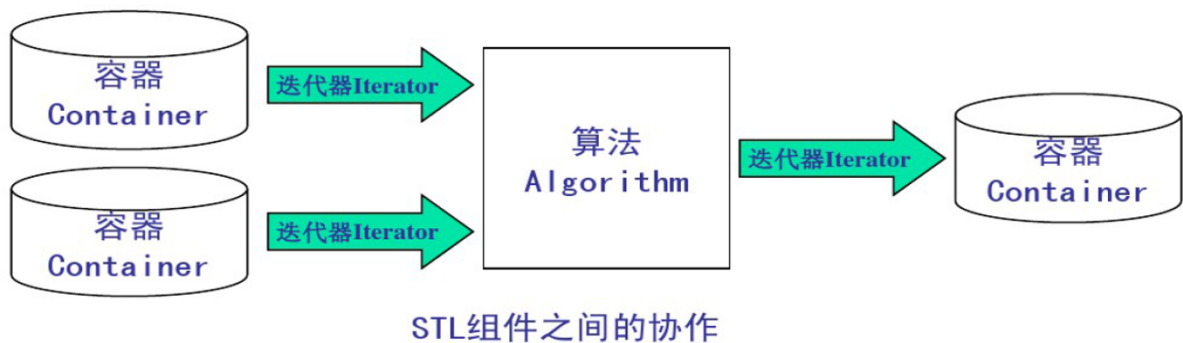 容器
Container
迭代器Iterator
容器
Container
迭代器Iterator
算法
Algorithm
迭代器Iterator
容器
Container
STL组件之间的协作